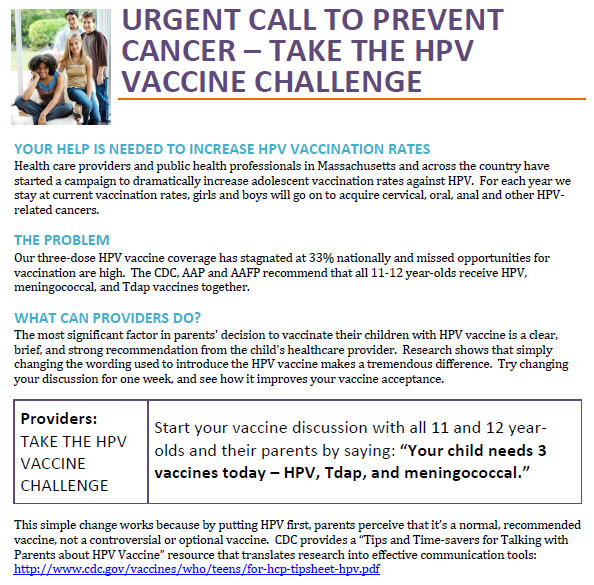 URGENT CALL TO PREVENT
CANCER – TAKE THE HPV
VACCINE CHALLENGE
YOUR HELP IS NEEDED TO INCREASE HPV VACCINATION RATES
Health care providers and public health professionals in Massachusetts and across the country have
started a campaign to dramatically increase adolescent vaccination rates against HPV.  For each year we
stay at current vaccination rates, girls and boys will go on to acquire cervical, oral, anal and other HPV-
related cancers.
THE PROBLEM
Our three-dose HPV vaccine coverage has stagnated at 33% nationally and missed opportunities for
vaccination are high.  The CDC, AAP and AAFP recommend that all 11-12 year-olds receive HPV,
meningococcal, and Tdap vaccines together.
WHAT CAN PROVIDERS DO?
The most significant factor in parents' decision to vaccinate their children with HPV vaccine is a clear,
brief, and strong recommendation from the child's healthcare provider.  Research shows that simply
changing the wording used to introduce the HPV vaccine makes a tremendous difference.  Try changing
your discussion for one week, and see how it improves your vaccine acceptance.
Providers:
TAKE THE HPV
VACCINE
CHALLENGE
Start your vaccine discussion with all 11 and 12 year-
olds and their parents by saying: “Your child needs 3
vaccines today – HPV, Tdap, and meningococcal.”
This simple change works because by putting HPV first, parents perceive that it's a normal, recommended
vaccine, not a controversial or optional vaccine.  CDC provides a “Tips and Time-savers for Talking with
Parents about HPV Vaccine” resource that translates research into effective communication tools:
http://www.cdc.gov/vaccines/who/teens/for-hcp-tipsheet-hpv.pdf